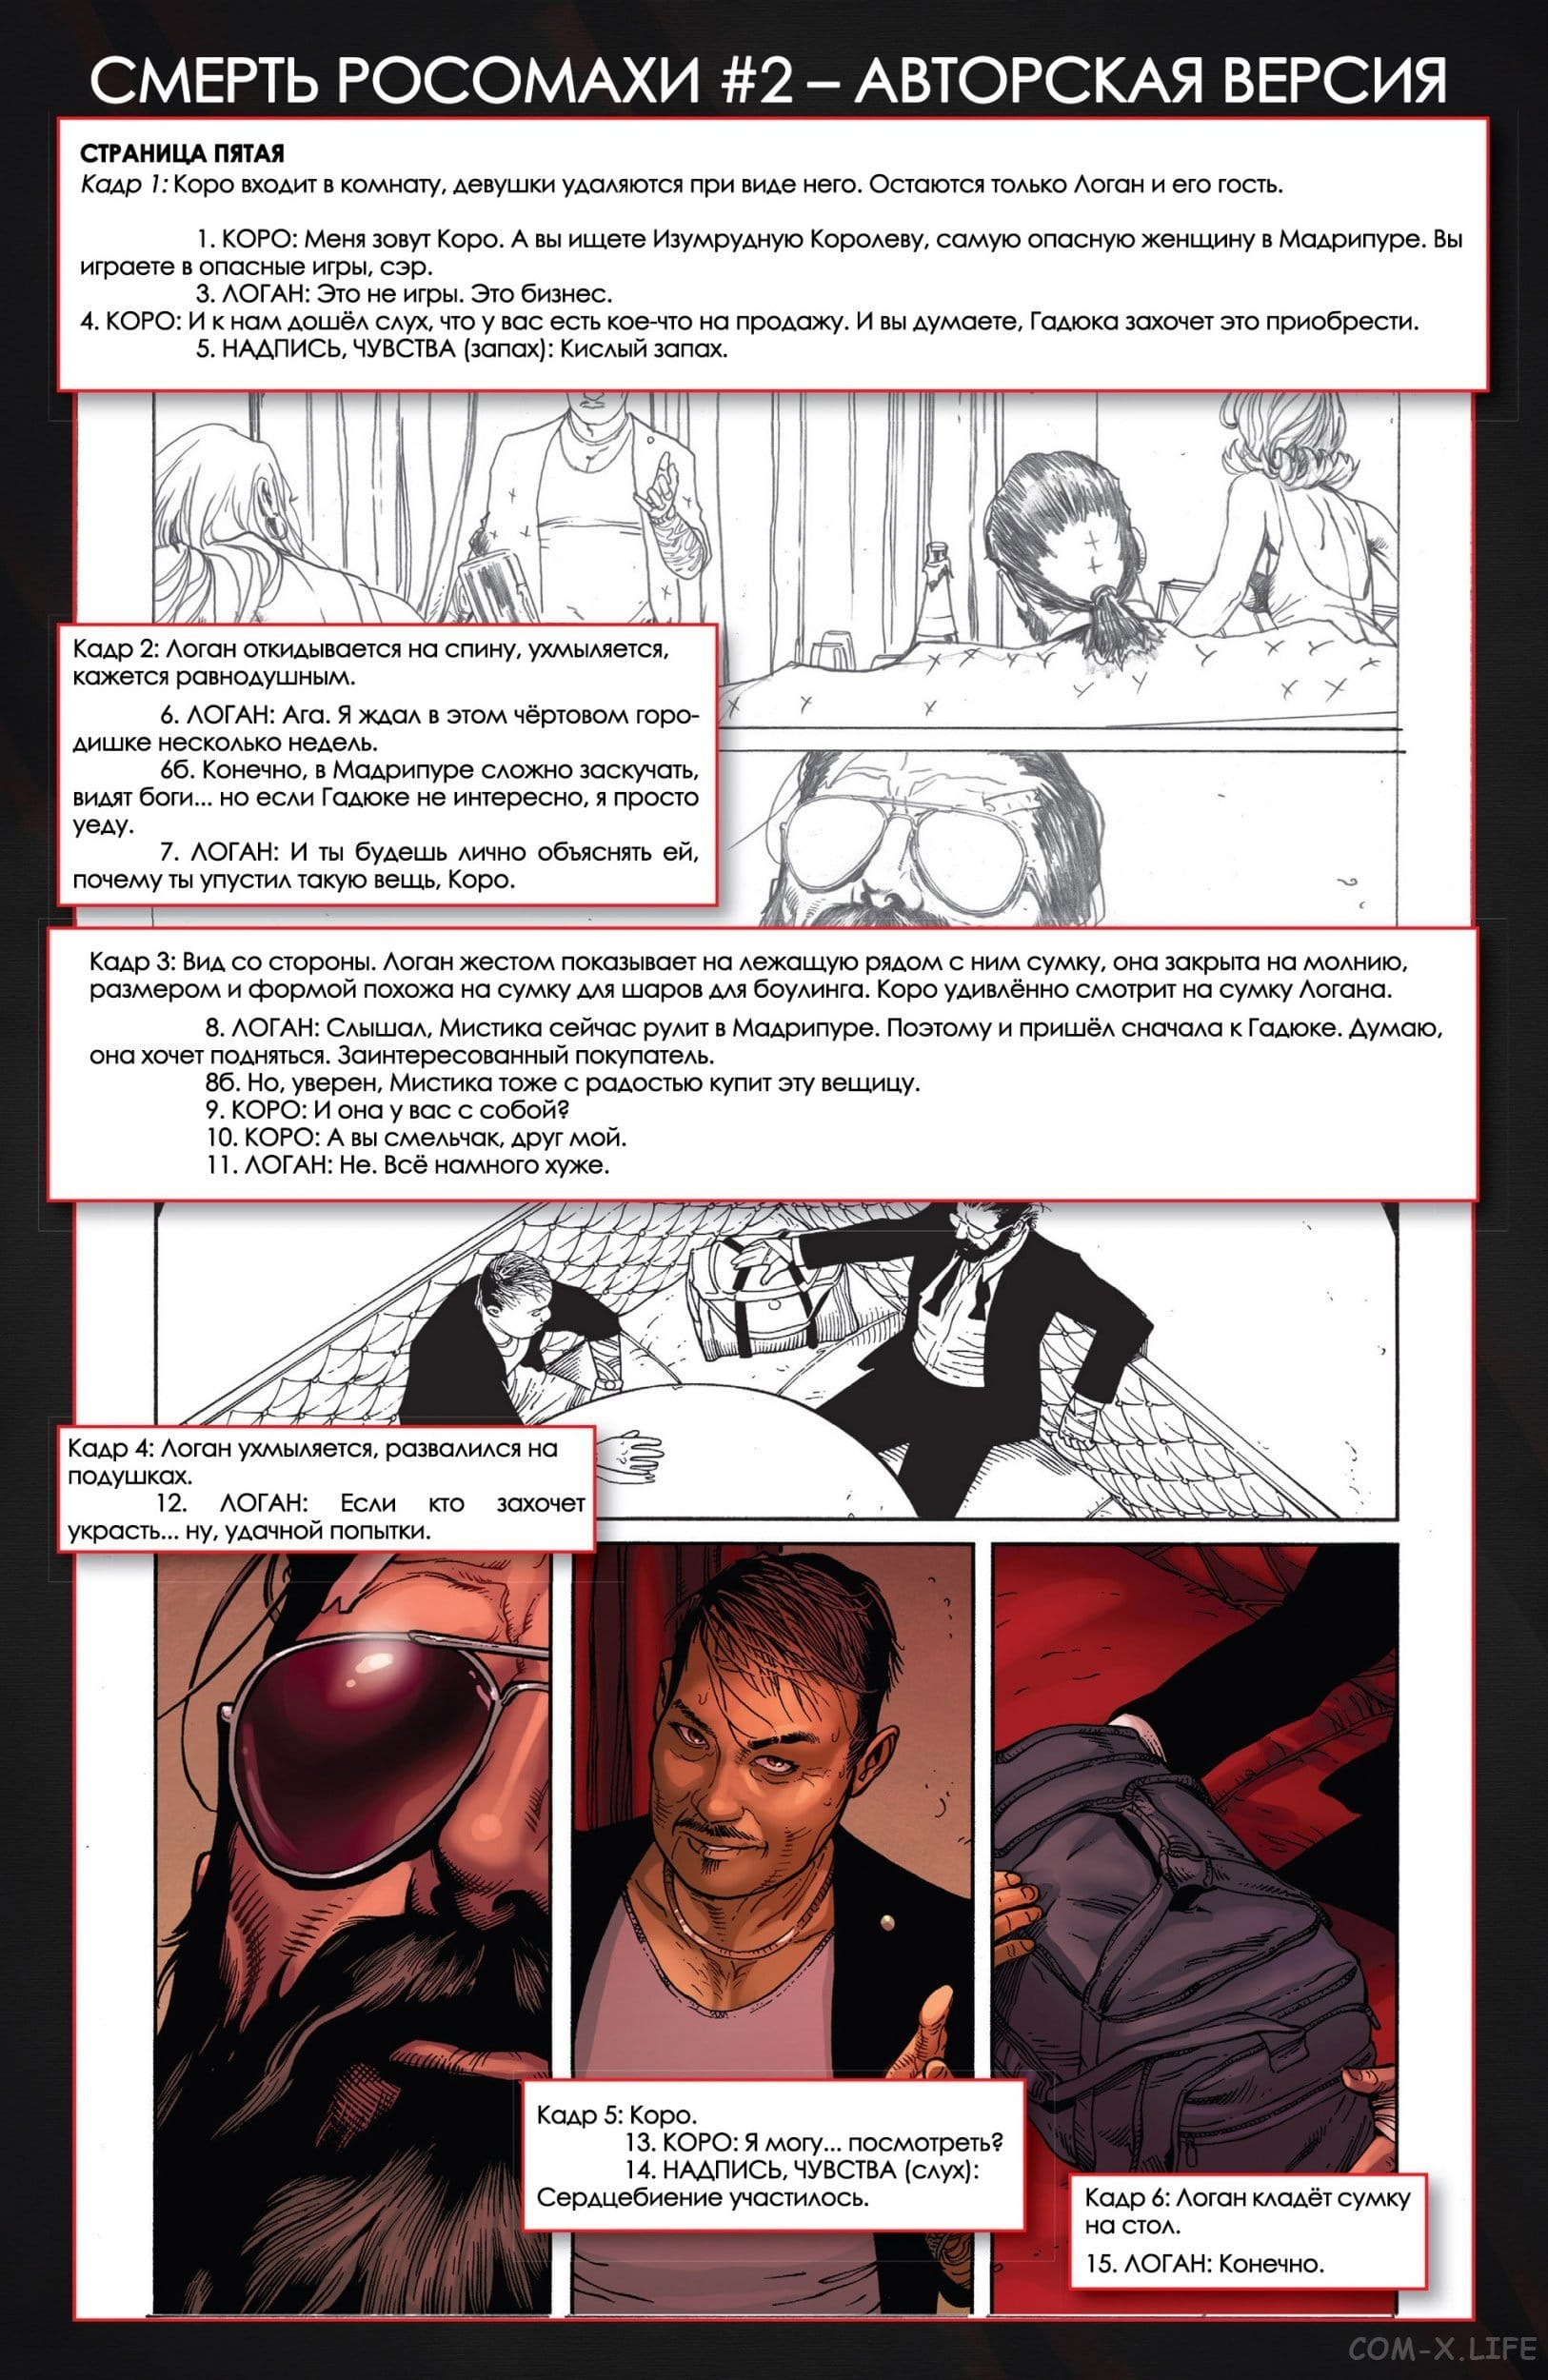 СМЕРТЬ РОСОМАХИ #2 – АВТОРСКАЯ ВЕРСИЯ
СТРАНИЦА ПЯТАЯ
Кадр 1: Коро входит в комнату, девушки удаляются при виде него. Остаются только Логан и его гость.
1. КОРО: Меня зовут Коро. А вы ищете Изумрудную Королеву, самую опасную женщину в Мадрипуре. Вы
играете в опасные игры, сэр.
3. ЛОГАН: Это не игры. Это бизнес.
4. КОРО: И к нам дошёл слух, что у вас есть кое-что на продажу. И вы думаете, Гадюка захочет это приобрести.
5. НАДПИСЬ, ЧУВСТВА (запах): Кислый запах.
Кадр 2: Логан откидывается на спину, ухмыляется,
кажется равнодушным.
6. ЛОГАН: Ага. Я ждал в этом чёртовом горо-
дишке несколько недель.
6б. Конечно, в Мадрипуре сложно заскучать,
видят боги... но если Гадюке не интересно, я просто
уеду.
7. ЛОГАН: И ты будешь лично объяснять ей,
почему ты упустил такую вещь, Коро.
Кадр 3: Вид со стороны. Логан жестом показывает на лежащую рядом с ним сумку, она закрыта на молнию,
размером и формой похожа на сумку для шаров для боулинга. Коро удивлённо смотрит на сумку Логана.
8. ЛОГАН: Слышал, Мистика сейчас рулит в Мадрипуре. Поэтому и пришёл сначала к Гадюке. Думаю,
она хочет подняться. Заинтересованный покупатель.
8б. Но, уверен, Мистика тоже с радостью купит эту вещицу.
9. КОРО: И она у вас с собой?
10. КОРО: А вы смельчак, друг мой.
11. ЛОГАН: Не. Всё намного хуже.
Кадр 4: Логан ухмыляется, развалился на
подушках.
12. ЛОГАН: Если кто захочет
украсть... ну, удачной попытки.
Кадр 5: Коро.
13. КОРО: Я могу... посмотреть?
14. НАДПИСЬ, ЧУВСТВА (слух):
Сердцебиение участилось.
Кадр 6: Логан кладёт сумку
на стол.
15. ЛОГАН: Конечно.
COM-X.LIFE